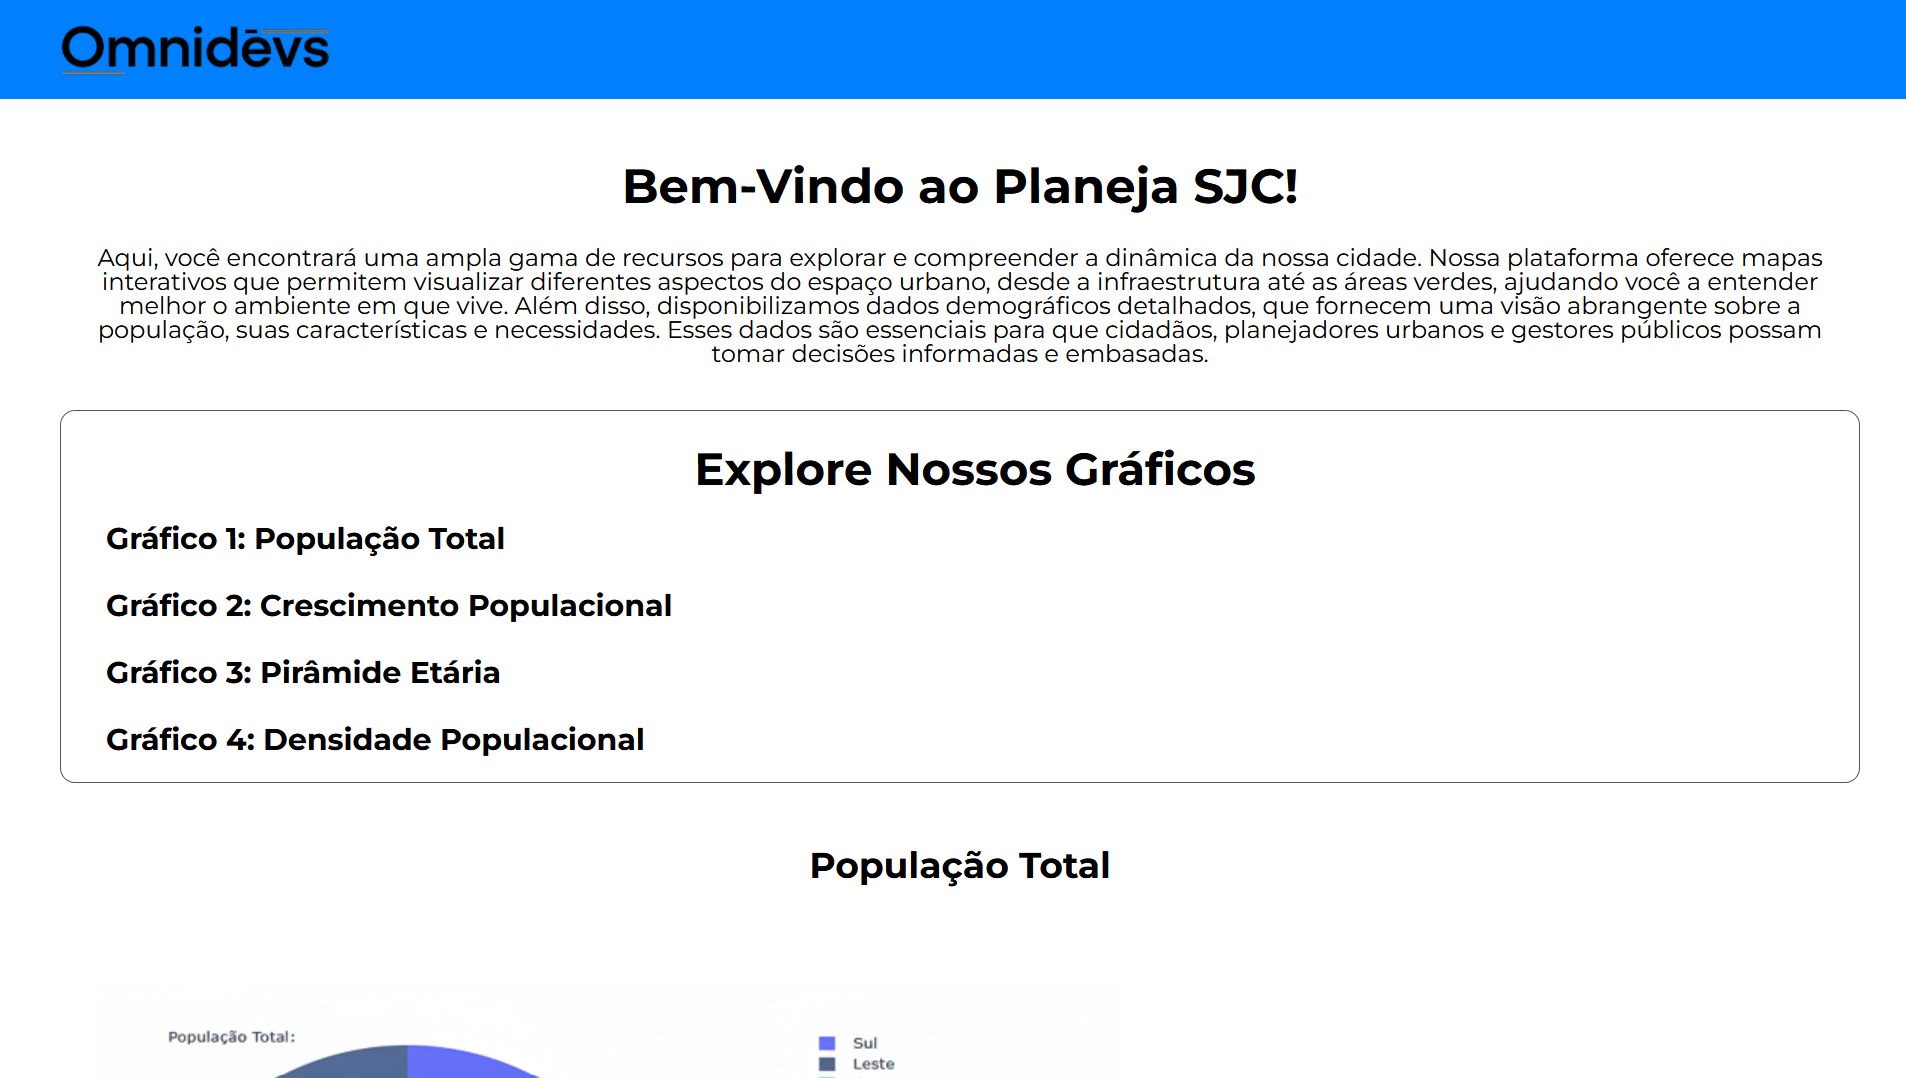 Omnidēvs
Bem-Vindo ao Planeja SJC!
Aqui, você encontrará uma ampla gama de recursos para explorar e compreender a dinâmica da nossa cidade. Nossa plataforma oferece mapas
interativos que permitem visualizar diferentes aspectos do espaço urbano, desde a infraestrutura até as áreas verdes, ajudando você a entender
melhor o ambiente em que vive. Além disso, disponibilizamos dados demográficos detalhados, que fornecem uma visão abrangente sobre a
população, suas características e necessidades. Esses dados são essenciais para que cidadãos, planejadores urbanos e gestores públicos possam
tomar decisões informadas e embasadas.
Explore Nossos Gráficos
Gráfico 1: População Total
Gráfico 2: Crescimento Populacional
Gráfico 3: Pirâmide Etária
Gráfico 4: Densidade Populacional
População Total
População Total:
Sul
Leste